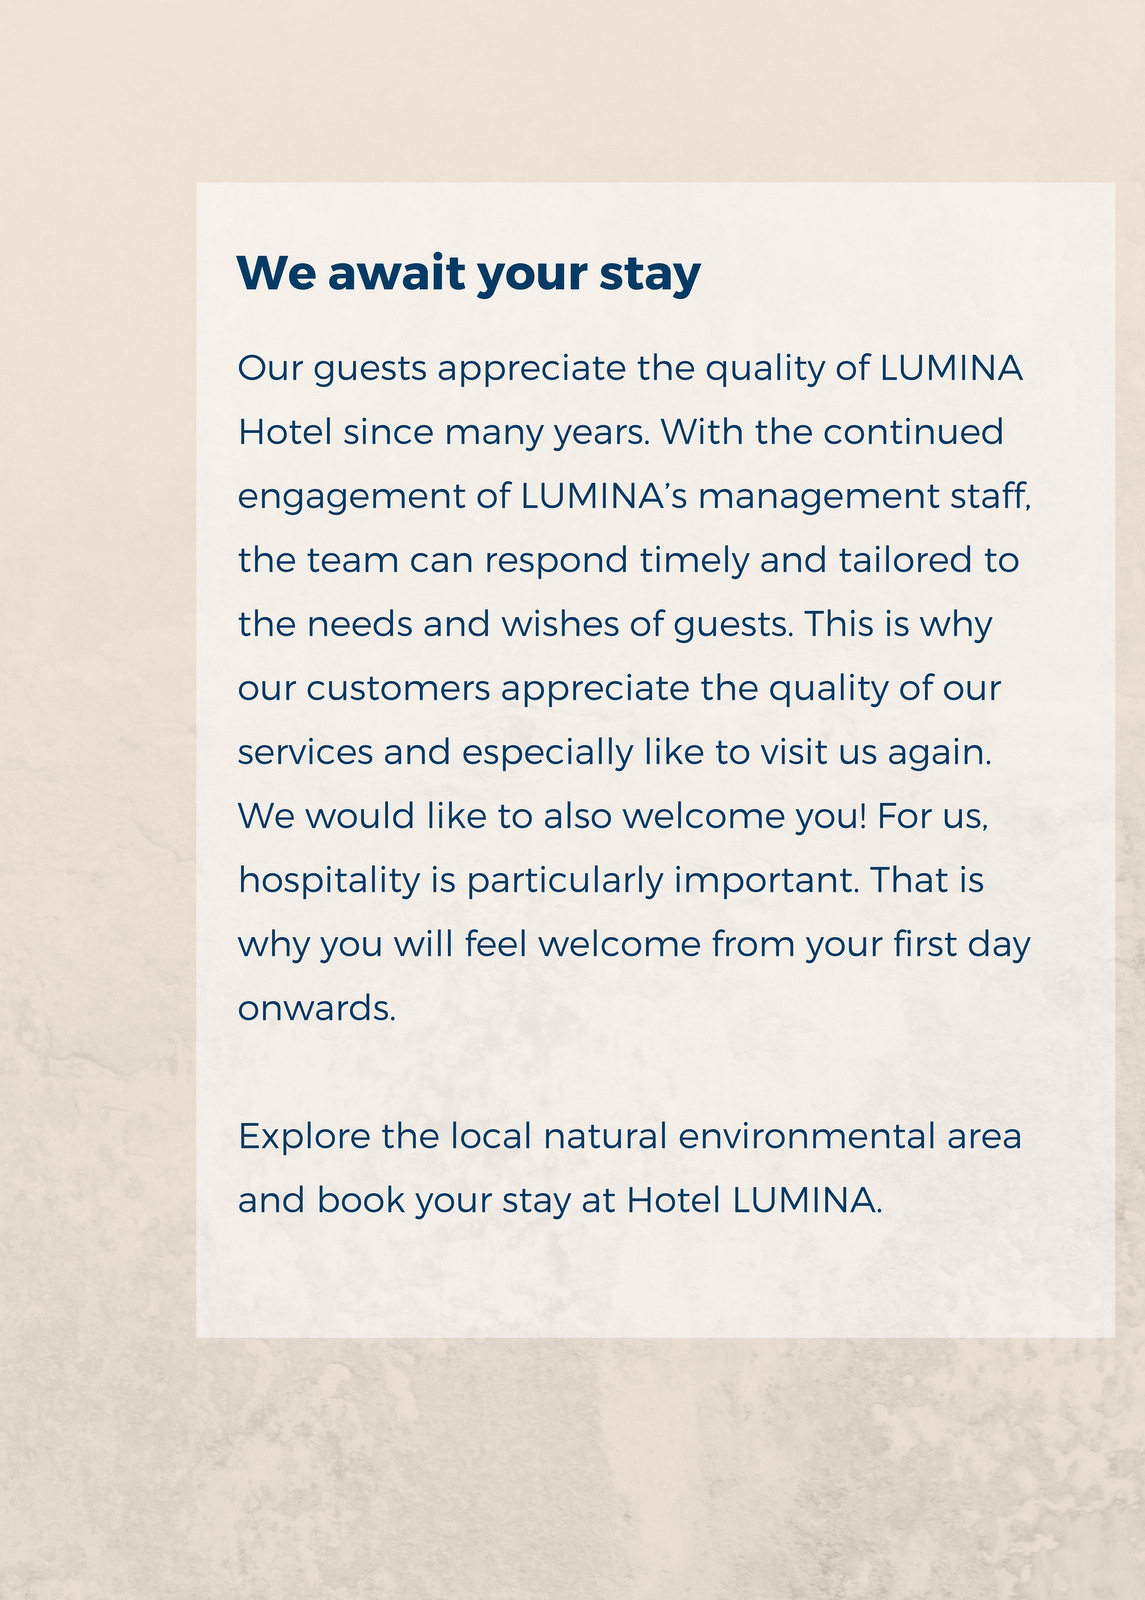 We await your stay
Our guests appreciate the quality of LUMINA
Hotel since many years. With the continued
engagement of LUMINA’s management staff,
the team can respond timely and tailored to
the needs and wishes of guests. This is why
our customers appreciate the quality of our
services and especially like to visit us again.
We would like to also welcome you! For us,
hospitality is particularly important. That is
why you will feel welcome from your first day
onwards.
Explore the local natural environmental area
and book your stay at Hotel LUMINA.